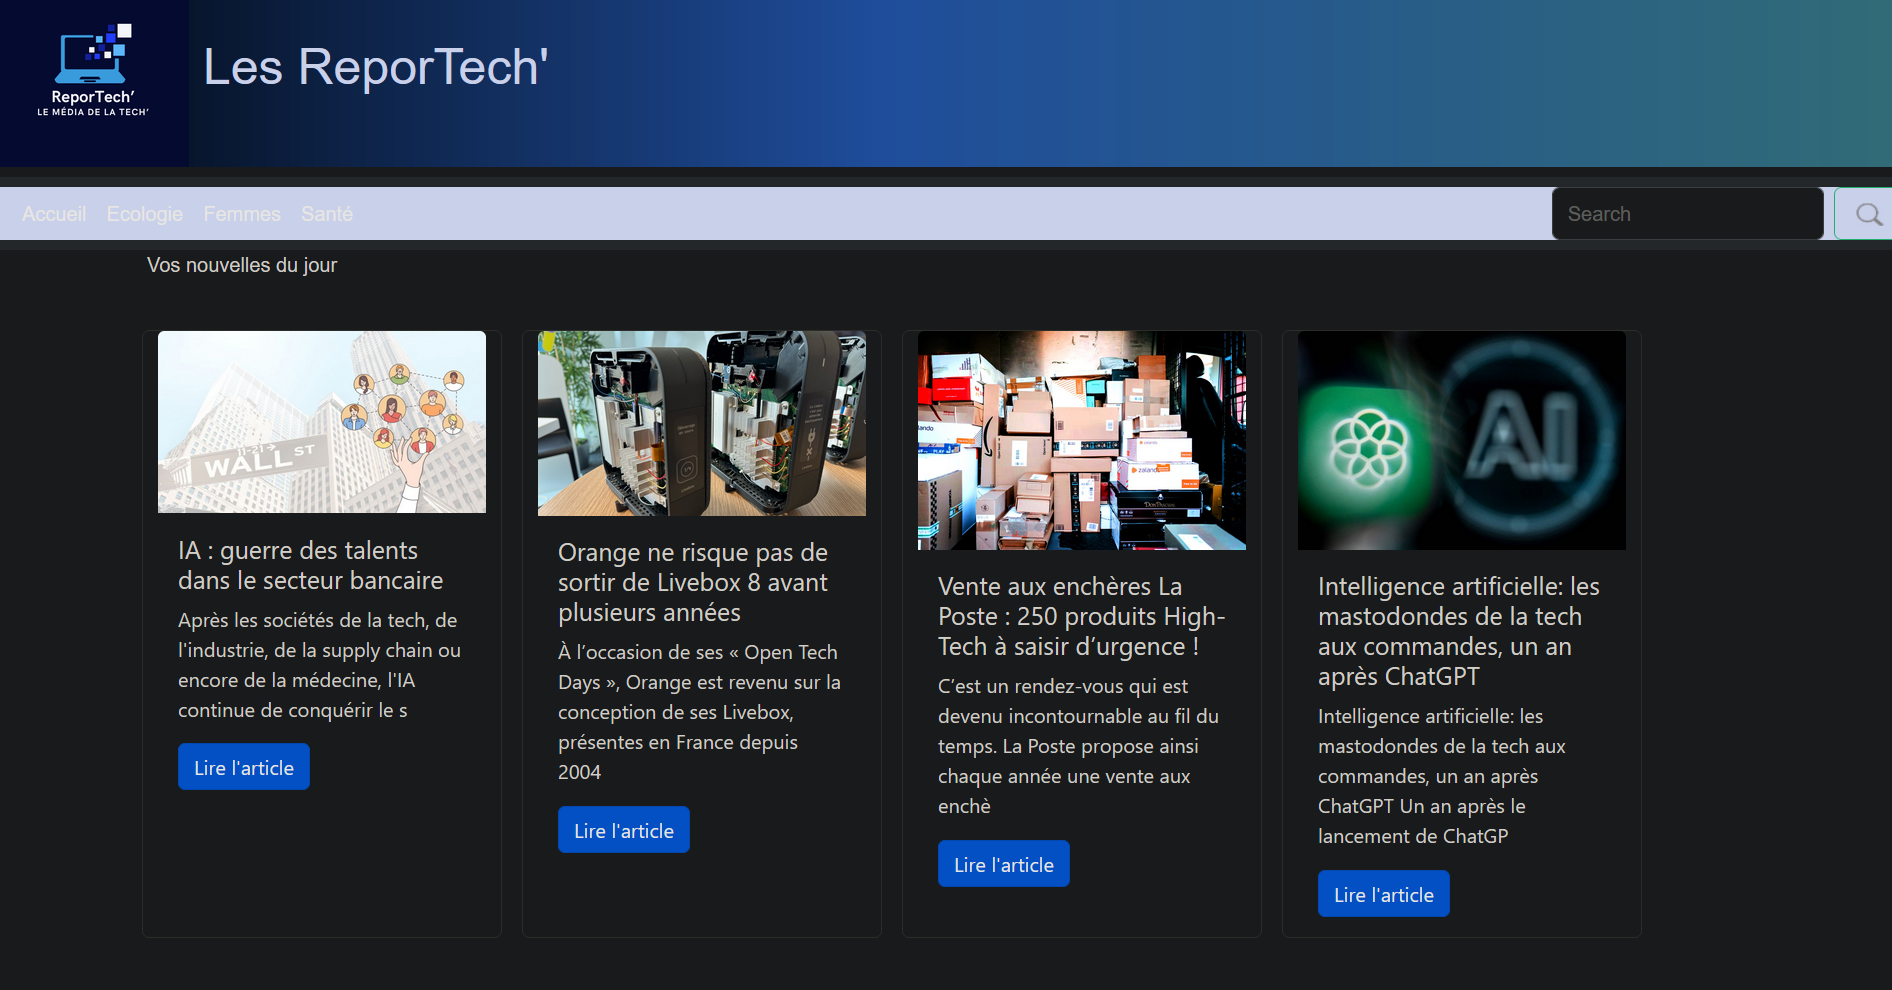 ReporTech’
LE MÉDIA DE LA TECH’
Les ReporTech'
Accueil Ecologie Femmes Santé
Search
Vos nouvelles du jour
11-21
WALL ST
IA : guerre des talents
dans le secteur bancaire
Après les sociétés de la tech, de
l'industrie, de la supply chain ou
encore de la médecine, l'IA
continue de conquérir le s
Lire l'article
Orange ne risque pas de
sortir de Livebox 8 avant
plusieurs années
À l’occasion de ses « Open Tech
Days », Orange est revenu sur la
conception de ses Livebox,
présentes en France depuis
2004
Lire l'article
zalando
zalando
Vente aux enchères La
Poste : 250 produits High-
Tech à saisir d’urgence !
C’est un rendez-vous qui est
devenu incontournable au fil du
temps. La Poste propose ainsi
chaque année une vente aux
enchè
Lire l'article
AI
Intelligence artificielle: les
mastodondes de la tech
aux commandes, un an
après ChatGPT
Intelligence artificielle: les
mastodondes de la tech aux
commandes, un an après
ChatGPT Un an après le
lancement de ChatGP
Lire l'article